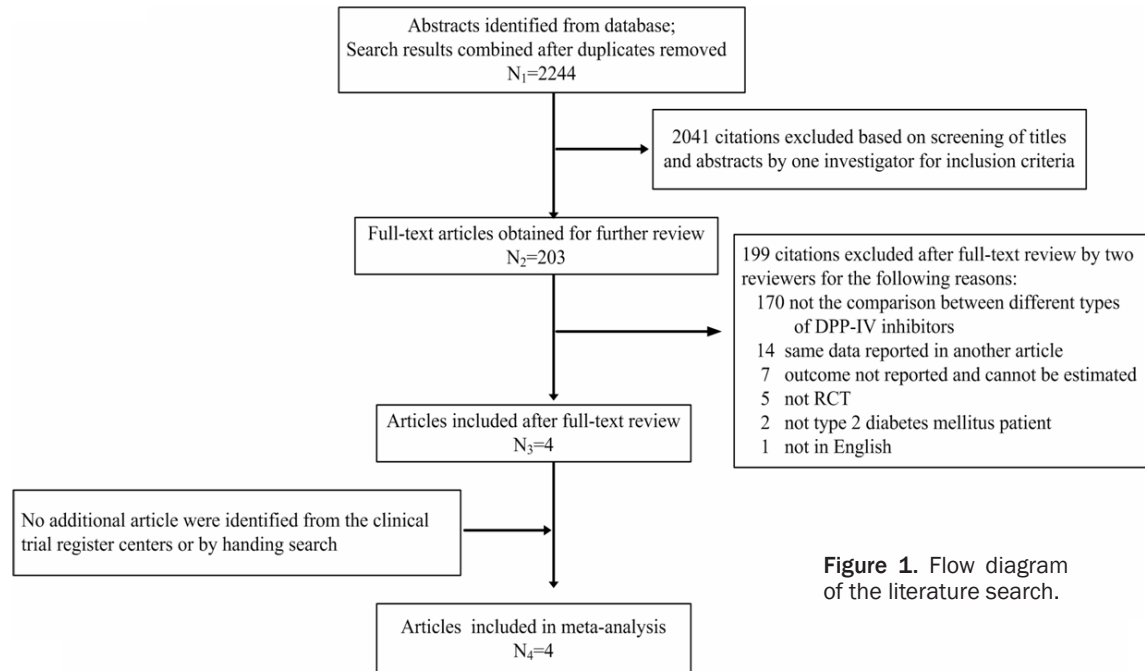 Abstracts identified from database;
Search results combined after duplicates removed
N₁=2244
2041 citations excluded based on screening of titles
and abstracts by one investigator for inclusion criteria
Full-text articles obtained for further review
N₂=203
199 citations excluded after full-text review by two
reviewers for the following reasons:
170 not the comparison between different types
of DPP-IV inhibitors
14 same data reported in another article
7 outcome not reported and cannot be estimated
5 not RCT
2 not type 2 diabetes mellitus patient
1 not in English
Articles included after full-text review
N₃=4
No additional article were identified from the clinical
trial register centers or by handing search
Articles included in meta-analysis
N₄=4
Figure 1. Flow diagram
of the literature search.